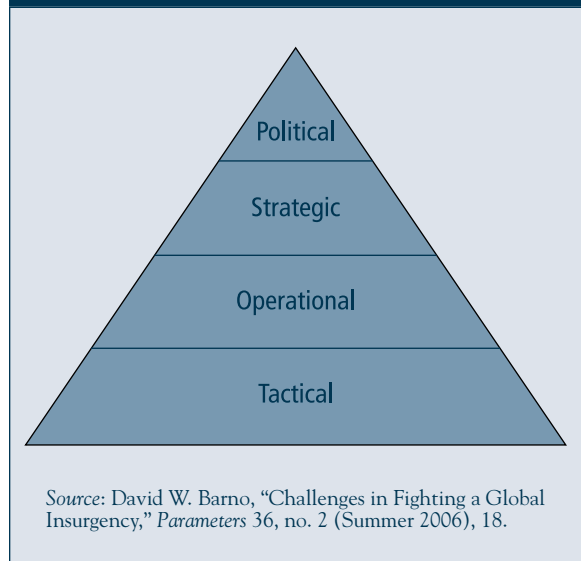 Political
Strategic
Operational
Tactical
Source: David W. Barno, “Challenges in Fighting a Global
Insurgency,” Parameters 36, no. 2 (Summer 2006), 18.